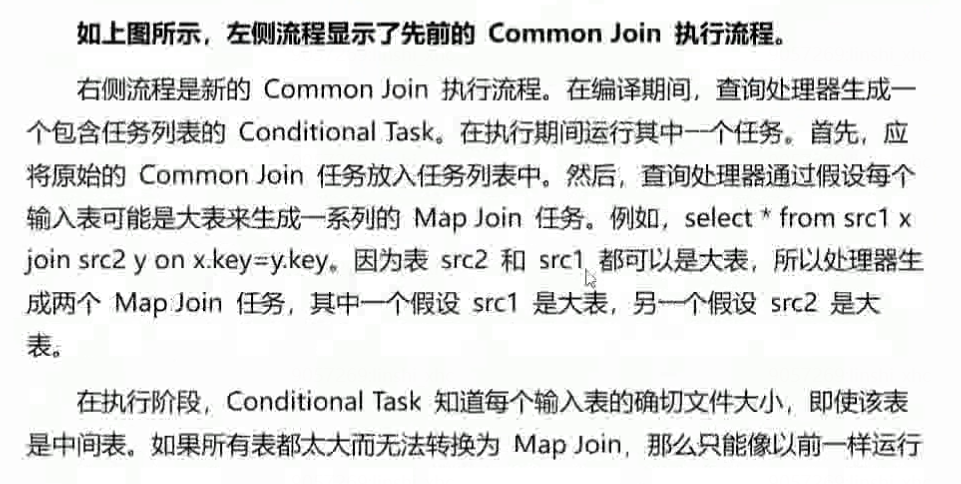 如上图所示，左侧流程显示了先前的 Common Join 执行流程。
右侧流程是新的 Common Join 执行流程。在编译期间，查询处理器生成一
个包含任务列表的 Conditional Task。在执行期间运行其中一个任务。首先，应
将原始的 Common Join 任务放入任务列表中。然后，查询处理器通过假设每个
输入表可能是大表来生成一系列的 Map Join 任务。例如，select * from src1 x
join src2 y on x.key=y.key。因为表 src2 和 src1 都可以是大表，所以处理器生
成两个 Map Join 任务，其中一个假设 src1 是大表，另一个假设 src2 是大
表。
在执行阶段，Conditional Task 知道每个输入表的确切文件大小，即使该表
是中间表。如果所有表都太大而无法转换为 Map Join，那么只能像以前一样运行